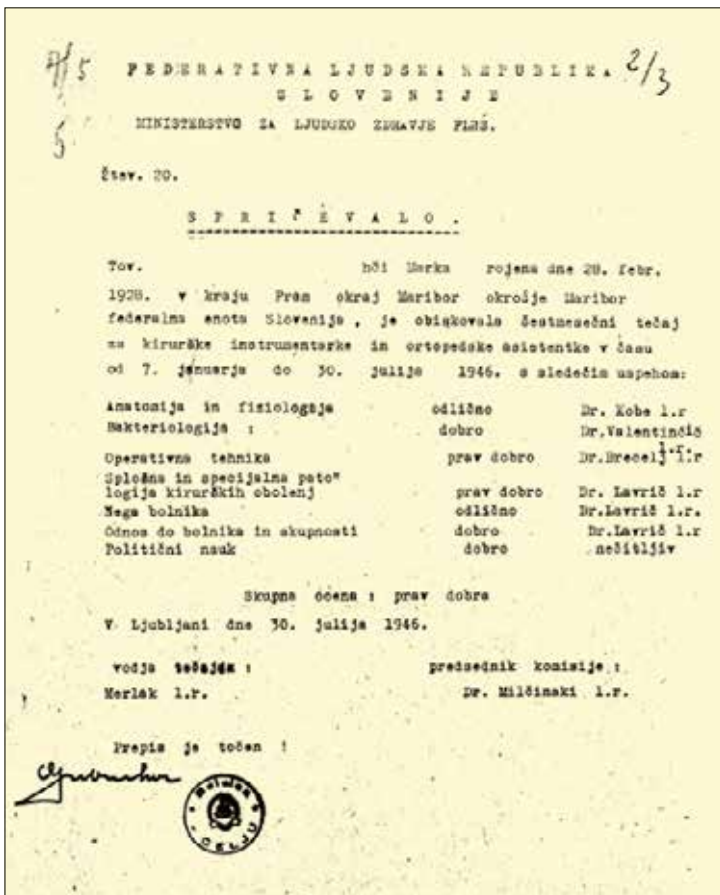 2/3
5
5
FEDERATIVNA LJUDSKA REPUBLIKA
SLOVENIJE
MINISTERSTVO ZA LJUDSKO ZDRAVJE FLRS.
Štev. 20.
SPRIČEVALO.
Tov. hči Marka rojena dne 28. febr.
1928. v kraju Pram okraj Maribor okrožje Maribor
federalna enota Slovenija, je obiskovala šestmesečni tečaj
za kirurške instrumentarke in ortopedske asistentke v času
od 7. januarja do 30. julija 1946. s sledečim uspehom:
Anatomija in fiziologija odlično Dr. Kobe l.r
Bakteriologija : dobro Dr.Valentinčič
l.r.
Operativna tehnika prav dobro Dr.Brecelj l.r
Splošna in specijalna pato"
logija kirurških obolenj prav dobro Dr. Lavrič l.r
Nega bolnika odlično Dr.Lavrič l.r.
Odnos do bolnika in skupnosti dobro Dr.Lavrič l.r
Politični nauk dobro nečitljiv
Skupna ocena : prav dobra
V Ljubljani dne 30. julija 1946.
vodja tečajda : predsednik komisije :
Merlak l.r. Dr. Milčinski l.r.
Prepis je točen !
CELJU